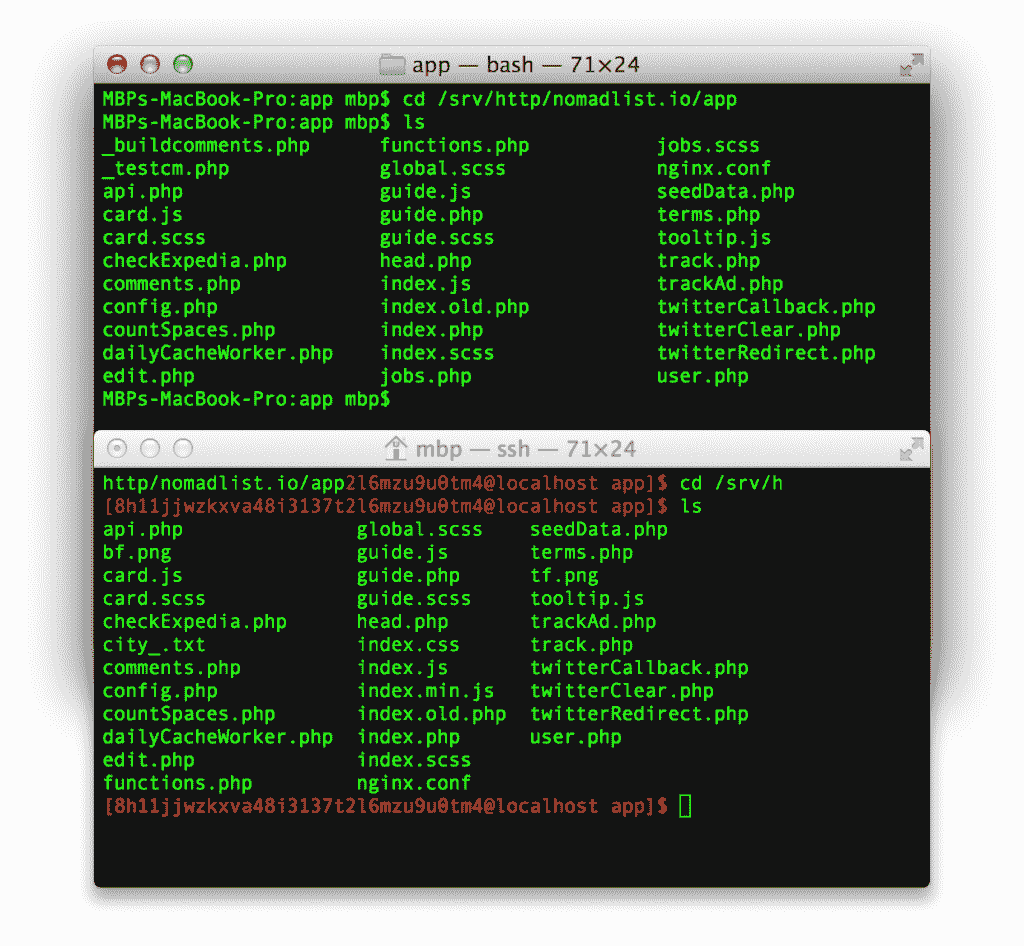 app — bash — 71×24
MBPs-MacBook-Pro:app mbp$ cd /srv/http/nomadlist.io/app
MBPs-MacBook-Pro:app mbp$ ls
_buildcomments.php functions.php jobs.scss
_testcm.php global.scss nginx.conf
api.php guide.js seedData.php
card.js guide.php terms.php
card.scss guide.scss tooltip.js
checkExpedia.php head.php track.php
comments.php index.js trackAd.php
config.php index.old.php twitterCallback.php
countSpaces.php index.php twitterClear.php
dailyCacheWorker.php index.scss twitterRedirect.php
edit.php jobs.php user.php
MBPs-MacBook-Pro:app mbp$
mbp — ssh — 71×24
http/nomadlist.io/app2l6mzu9u0tm4@localhost app]$ cd /srv/h
[8h11jjwzkxva48i3137t2l6mzu9u0tm4@localhost app]$ ls
api.php global.scss seedData.php
bf.png guide.js terms.php
card.js guide.php tf.png
card.scss guide.scss tooltip.js
checkExpedia.php head.php trackAd.php
city_.txt index.css track.php
comments.php index.js twitterCallback.php
config.php index.min.js twitterClear.php
countSpaces.php index.old.php twitterRedirect.php
dailyCacheWorker.php index.php user.php
edit.php index.scss
functions.php nginx.conf
[8h11jjwzkxva48i3137t2l6mzu9u0tm4@localhost app]$